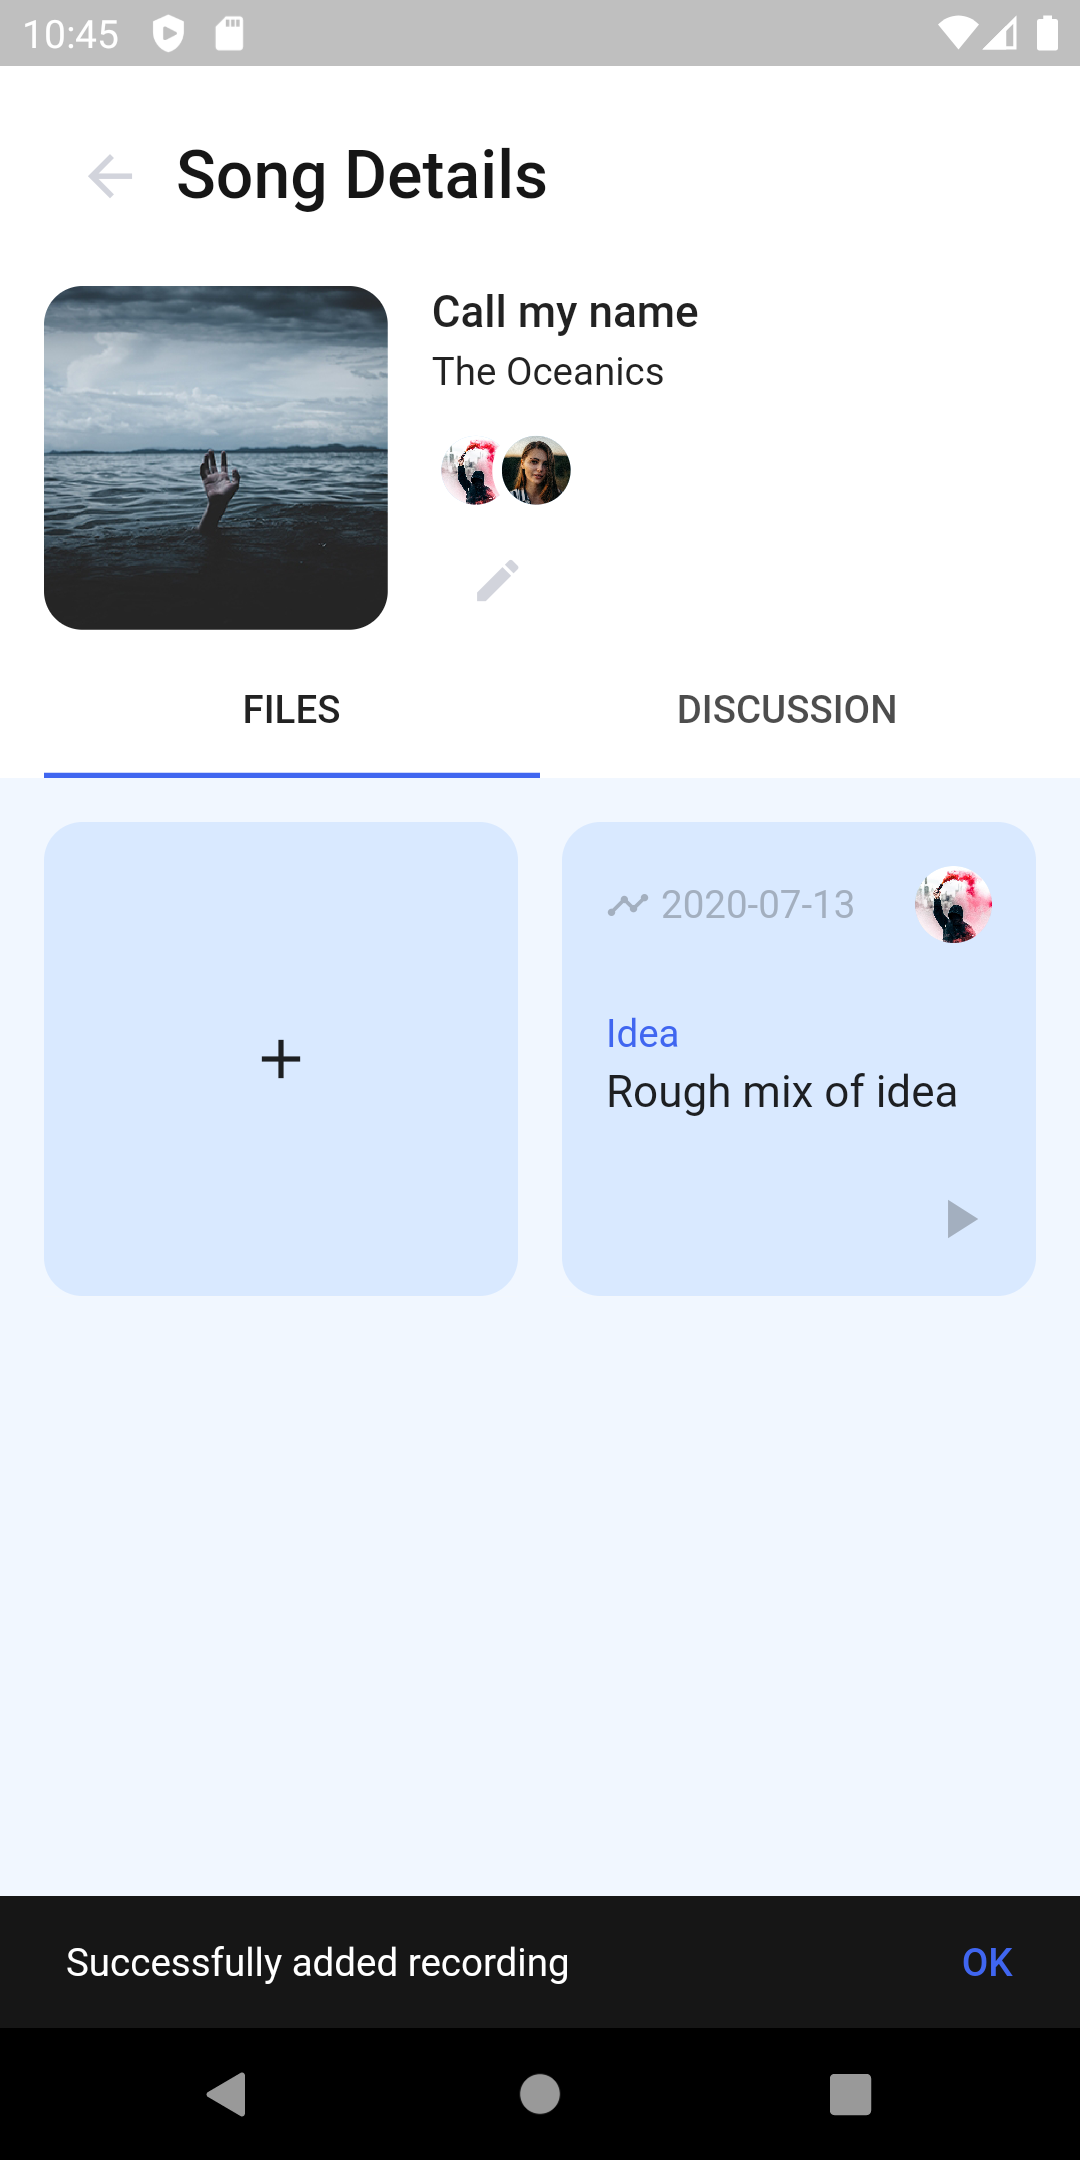 10:45
Song Details
Call my name
The Oceanics
FILES
DISCUSSION
2020-07-13
Idea
Rough mix of idea
Successfully added recording
OK